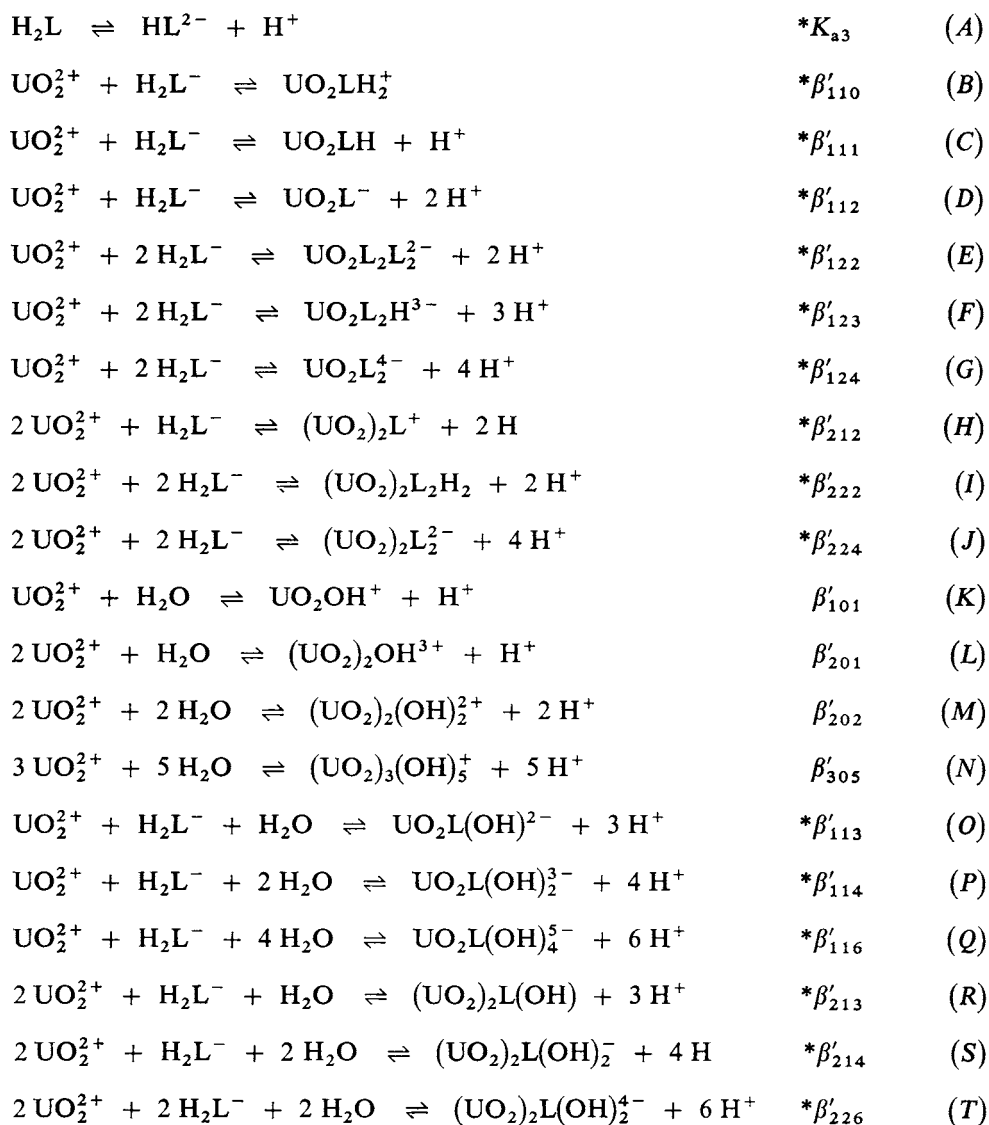 H₂L ⇌ HL²⁻ + H⁺ *Kₐ₃ (A)
UO₂²⁺ + H₂L⁻ ⇌ UO₂LH₂⁺ *β′₁₁₀ (B)
UO₂²⁺ + H₂L⁻ ⇌ UO₂LH + H⁺ *β′₁₁₁ (C)
UO₂²⁺ + H₂L⁻ ⇌ UO₂L⁻ + 2 H⁺ *β′₁₁₂ (D)
UO₂²⁺ + 2 H₂L⁻ ⇌ UO₂L₂L₂²⁻ + 2 H⁺ *β′₁₂₂ (E)
UO₂²⁺ + 2 H₂L⁻ ⇌ UO₂L₂H³⁻ + 3 H⁺ *β′₁₂₃ (F)
UO₂²⁺ + 2 H₂L⁻ ⇌ UO₂L₂⁴⁻ + 4 H⁺ *β′₁₂₄ (G)
2 UO₂²⁺ + H₂L⁻ ⇌ (UO₂)₂L⁺ + 2 H *β′₂₁₂ (H)
2 UO₂²⁺ + 2 H₂L⁻ ⇌ (UO₂)₂L₂H₂ + 2 H⁺ *β′₂₂₂ (I)
2 UO₂²⁺ + 2 H₂L⁻ ⇌ (UO₂)₂L₂²⁻ + 4 H⁺ *β′₂₂₄ (J)
UO₂²⁺ + H₂O ⇌ UO₂OH⁺ + H⁺ β′₁₀₁ (K)
2 UO₂²⁺ + H₂O ⇌ (UO₂)₂OH³⁺ + H⁺ β′₂₀₁ (L)
2 UO₂²⁺ + 2 H₂O ⇌ (UO₂)₂(OH)₂²⁺ + 2 H⁺ β′₂₀₂ (M)
3 UO₂²⁺ + 5 H₂O ⇌ (UO₂)₃(OH)₅⁺ + 5 H⁺ β′₃₀₅ (N)
UO₂²⁺ + H₂L⁻ + H₂O ⇌ UO₂L(OH)²⁻ + 3 H⁺ *β′₁₁₃ (O)
UO₂²⁺ + H₂L⁻ + 2 H₂O ⇌ UO₂L(OH)₂³⁻ + 4 H⁺ *β′₁₁₄ (P)
UO₂²⁺ + H₂L⁻ + 4 H₂O ⇌ UO₂L(OH)₄⁵⁻ + 6 H⁺ *β′₁₁₆ (Q)
2 UO₂²⁺ + H₂L⁻ + H₂O ⇌ (UO₂)₂L(OH) + 3 H⁺ *β′₂₁₃ (R)
2 UO₂²⁺ + H₂L⁻ + 2 H₂O ⇌ (UO₂)₂L(OH)₂⁻ + 4 H *β′₂₁₄ (S)
2 UO₂²⁺ + 2 H₂L⁻ + 2 H₂O ⇌ (UO₂)₂L(OH)₂⁴⁻ + 6 H⁺ *β′₂₂₆ (T)